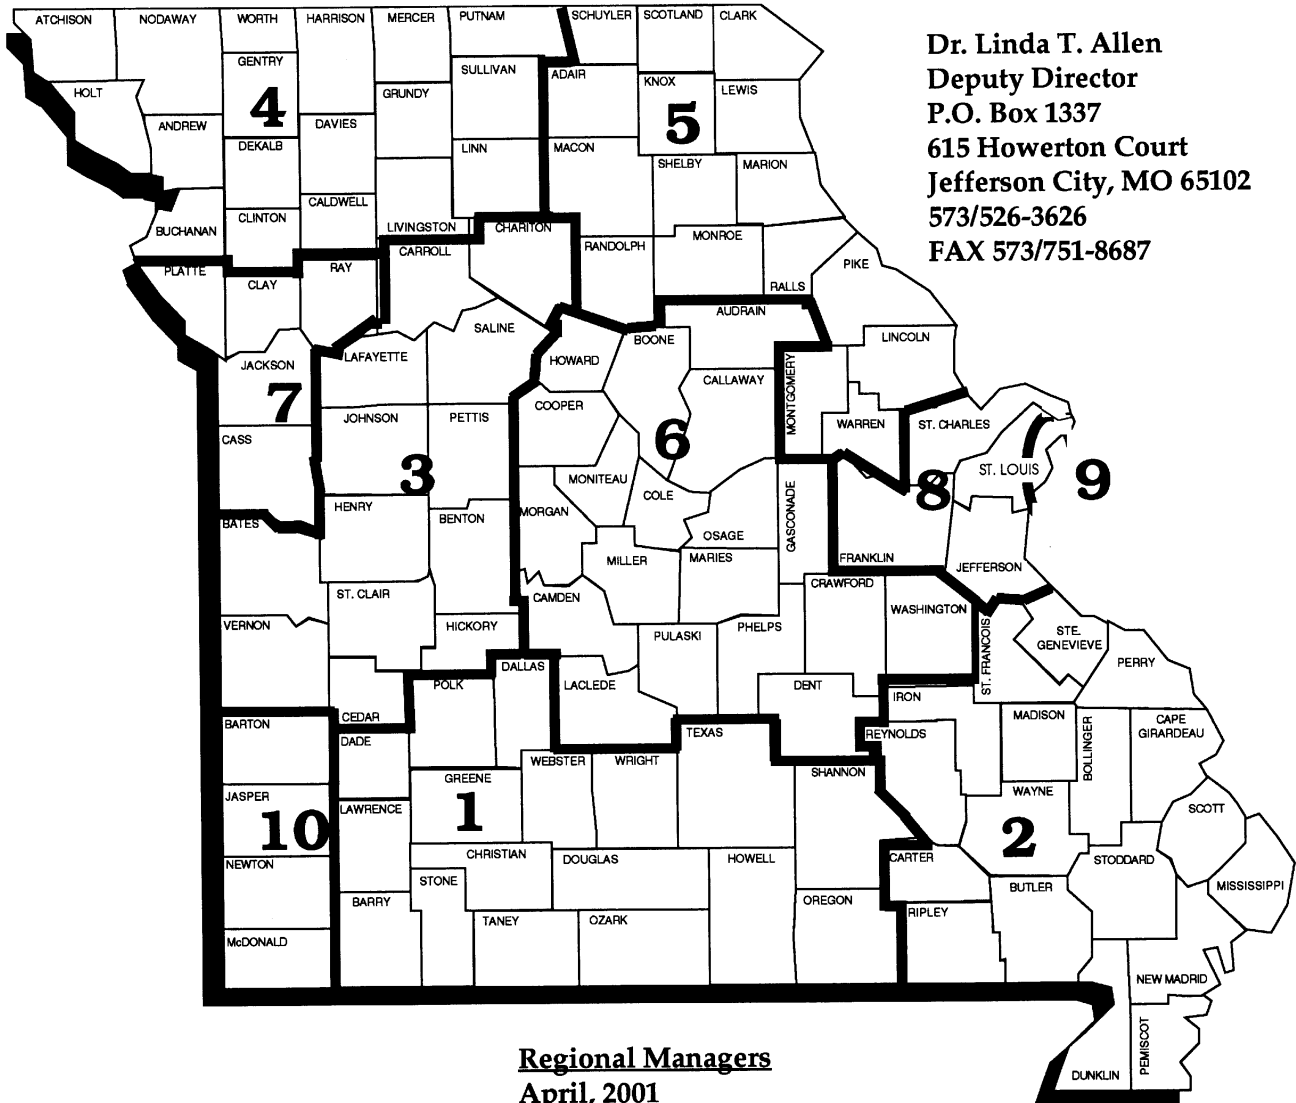 ATCHISON NODAWAY WORTH HARRISON MERCER PUTNAM SCHUYLER SCOTLAND CLARK
Dr. Linda T. Allen
Deputy Director
P.O. Box 1337
615 Howerton Court
Jefferson City, MO 65102
573/526-3626
FAX 573/751-8687
GENTRY SULLIVAN ADAIR KNOX LEWIS
HOLT GRUNDY
4 5
ANDREW DAVIES
DEKALB LINN MACON
SHELBY MARION
CALDWELL
CLINTON
BUCHANAN LIVINGSTON CHARITON MONROE
CARROLL RANDOLPH
PLATTE RAY PIKE
CLAY RALLS
AUDRAIN
SALINE BOONE LINCOLN
LAFAYETTE HOWARD
JACKSON CALLAWAY MONTGOMERY
7
COOPER
JOHNSON PETTIS WARREN ST. CHARLES
CASS 6
3 MONITEAU ST. LOUIS 9
COLE 8
HENRY MORGAN GASCONADE
BATES BENTON OSAGE
MILLER MARIES FRANKLIN JEFFERSON
CRAWFORD
ST. CLAIR CAMDEN WASHINGTON
VERNON HICKORY PULASKI PHELPS ST. FRANCOIS STE.
GENEVIEVE
DALLAS PERRY
POLK LACLEDE DENT IRON
BARTON CEDAR MADISON BOLLINGER CAPE
GIRARDEAU
DADE TEXAS REYNOLDS
WEBSTER WRIGHT
GREENE SHANNON
JASPER WAYNE
LAWRENCE SCOTT
10 1 2
NEWTON CHRISTIAN DOUGLAS HOWELL CARTER STODDARD
STONE BUTLER MISSISSIPPI
BARRY OREGON
TANEY OZARK RIPLEY
McDONALD
NEW MADRID
PEMISCOT
DUNKLIN
Regional Managers
April, 2001